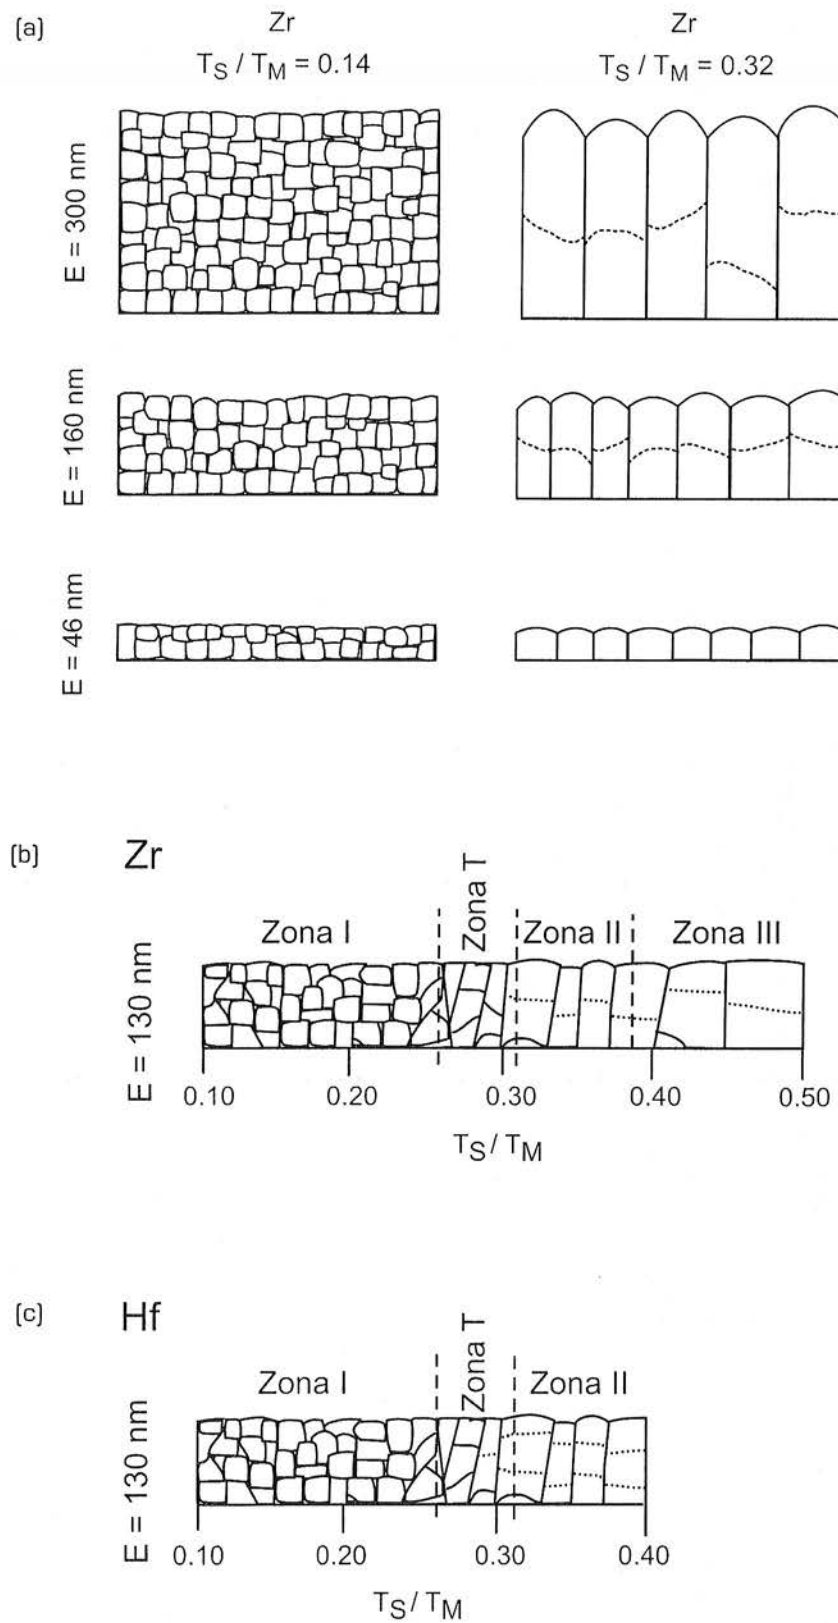 (a)
Zr
T_S / T_M = 0.14
Zr
T_S / T_M = 0.32
E = 300 nm
E = 160 nm
E = 46 nm
(b)
Zr
Zona I
Zona T
Zona II
Zona III
E = 130 nm
0.10 0.20 0.30 0.40 0.50
T_S / T_M
(c)
Hf
Zona I
Zona T
Zona II
E = 130 nm
0.10 0.20 0.30 0.40
T_S / T_M